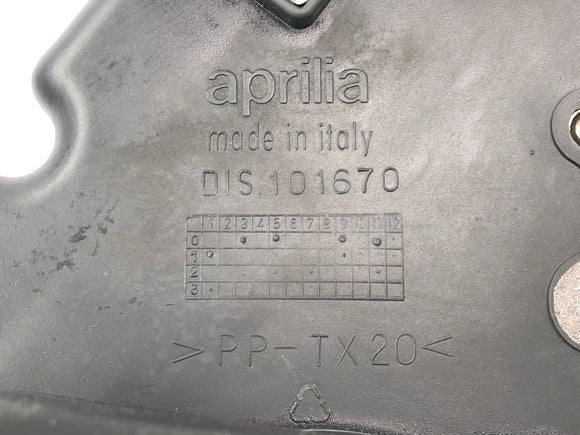 aprilia
made in italy
DIS.101670
1 2 3 4 5 6 7 8 9 10 11 12
0
1
2
3
>PP-TX20<